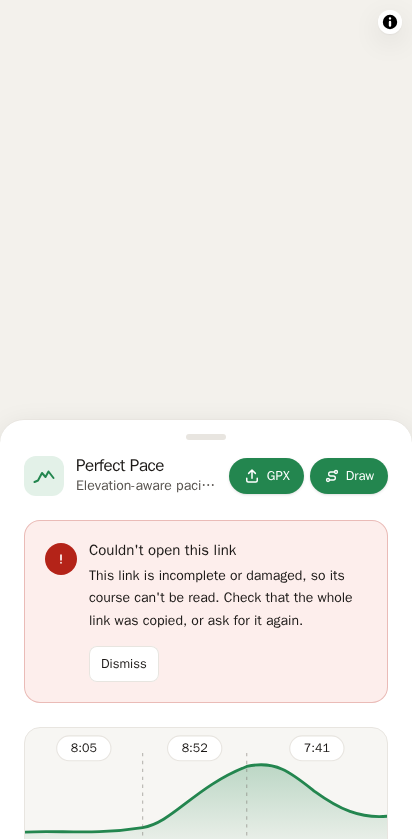 Perfect Pace
Elevation-aware paci···
GPX
Draw
!
Couldn't open this link
This link is incomplete or damaged, so its
course can't be read. Check that the whole
link was copied, or ask for it again.
Dismiss
8:05
8:52
7:41